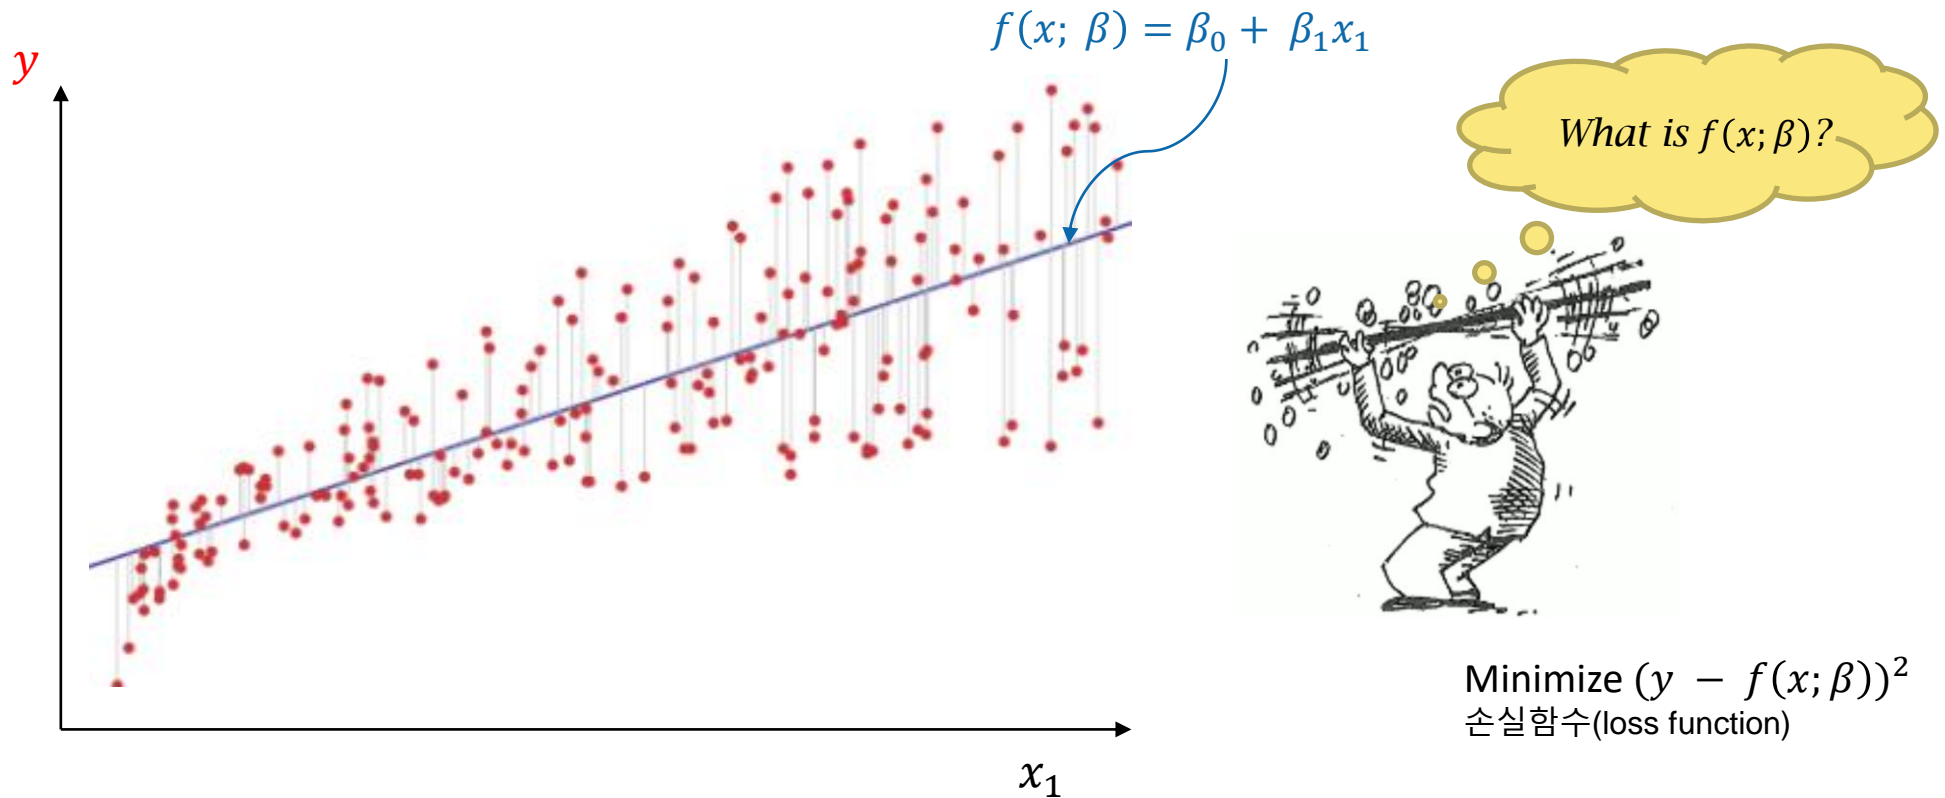 f(x; β) = β₀ + β₁x₁
y
What is f(x; β)?
Minimize (y − f(x; β))²
손실함수(loss function)
x₁